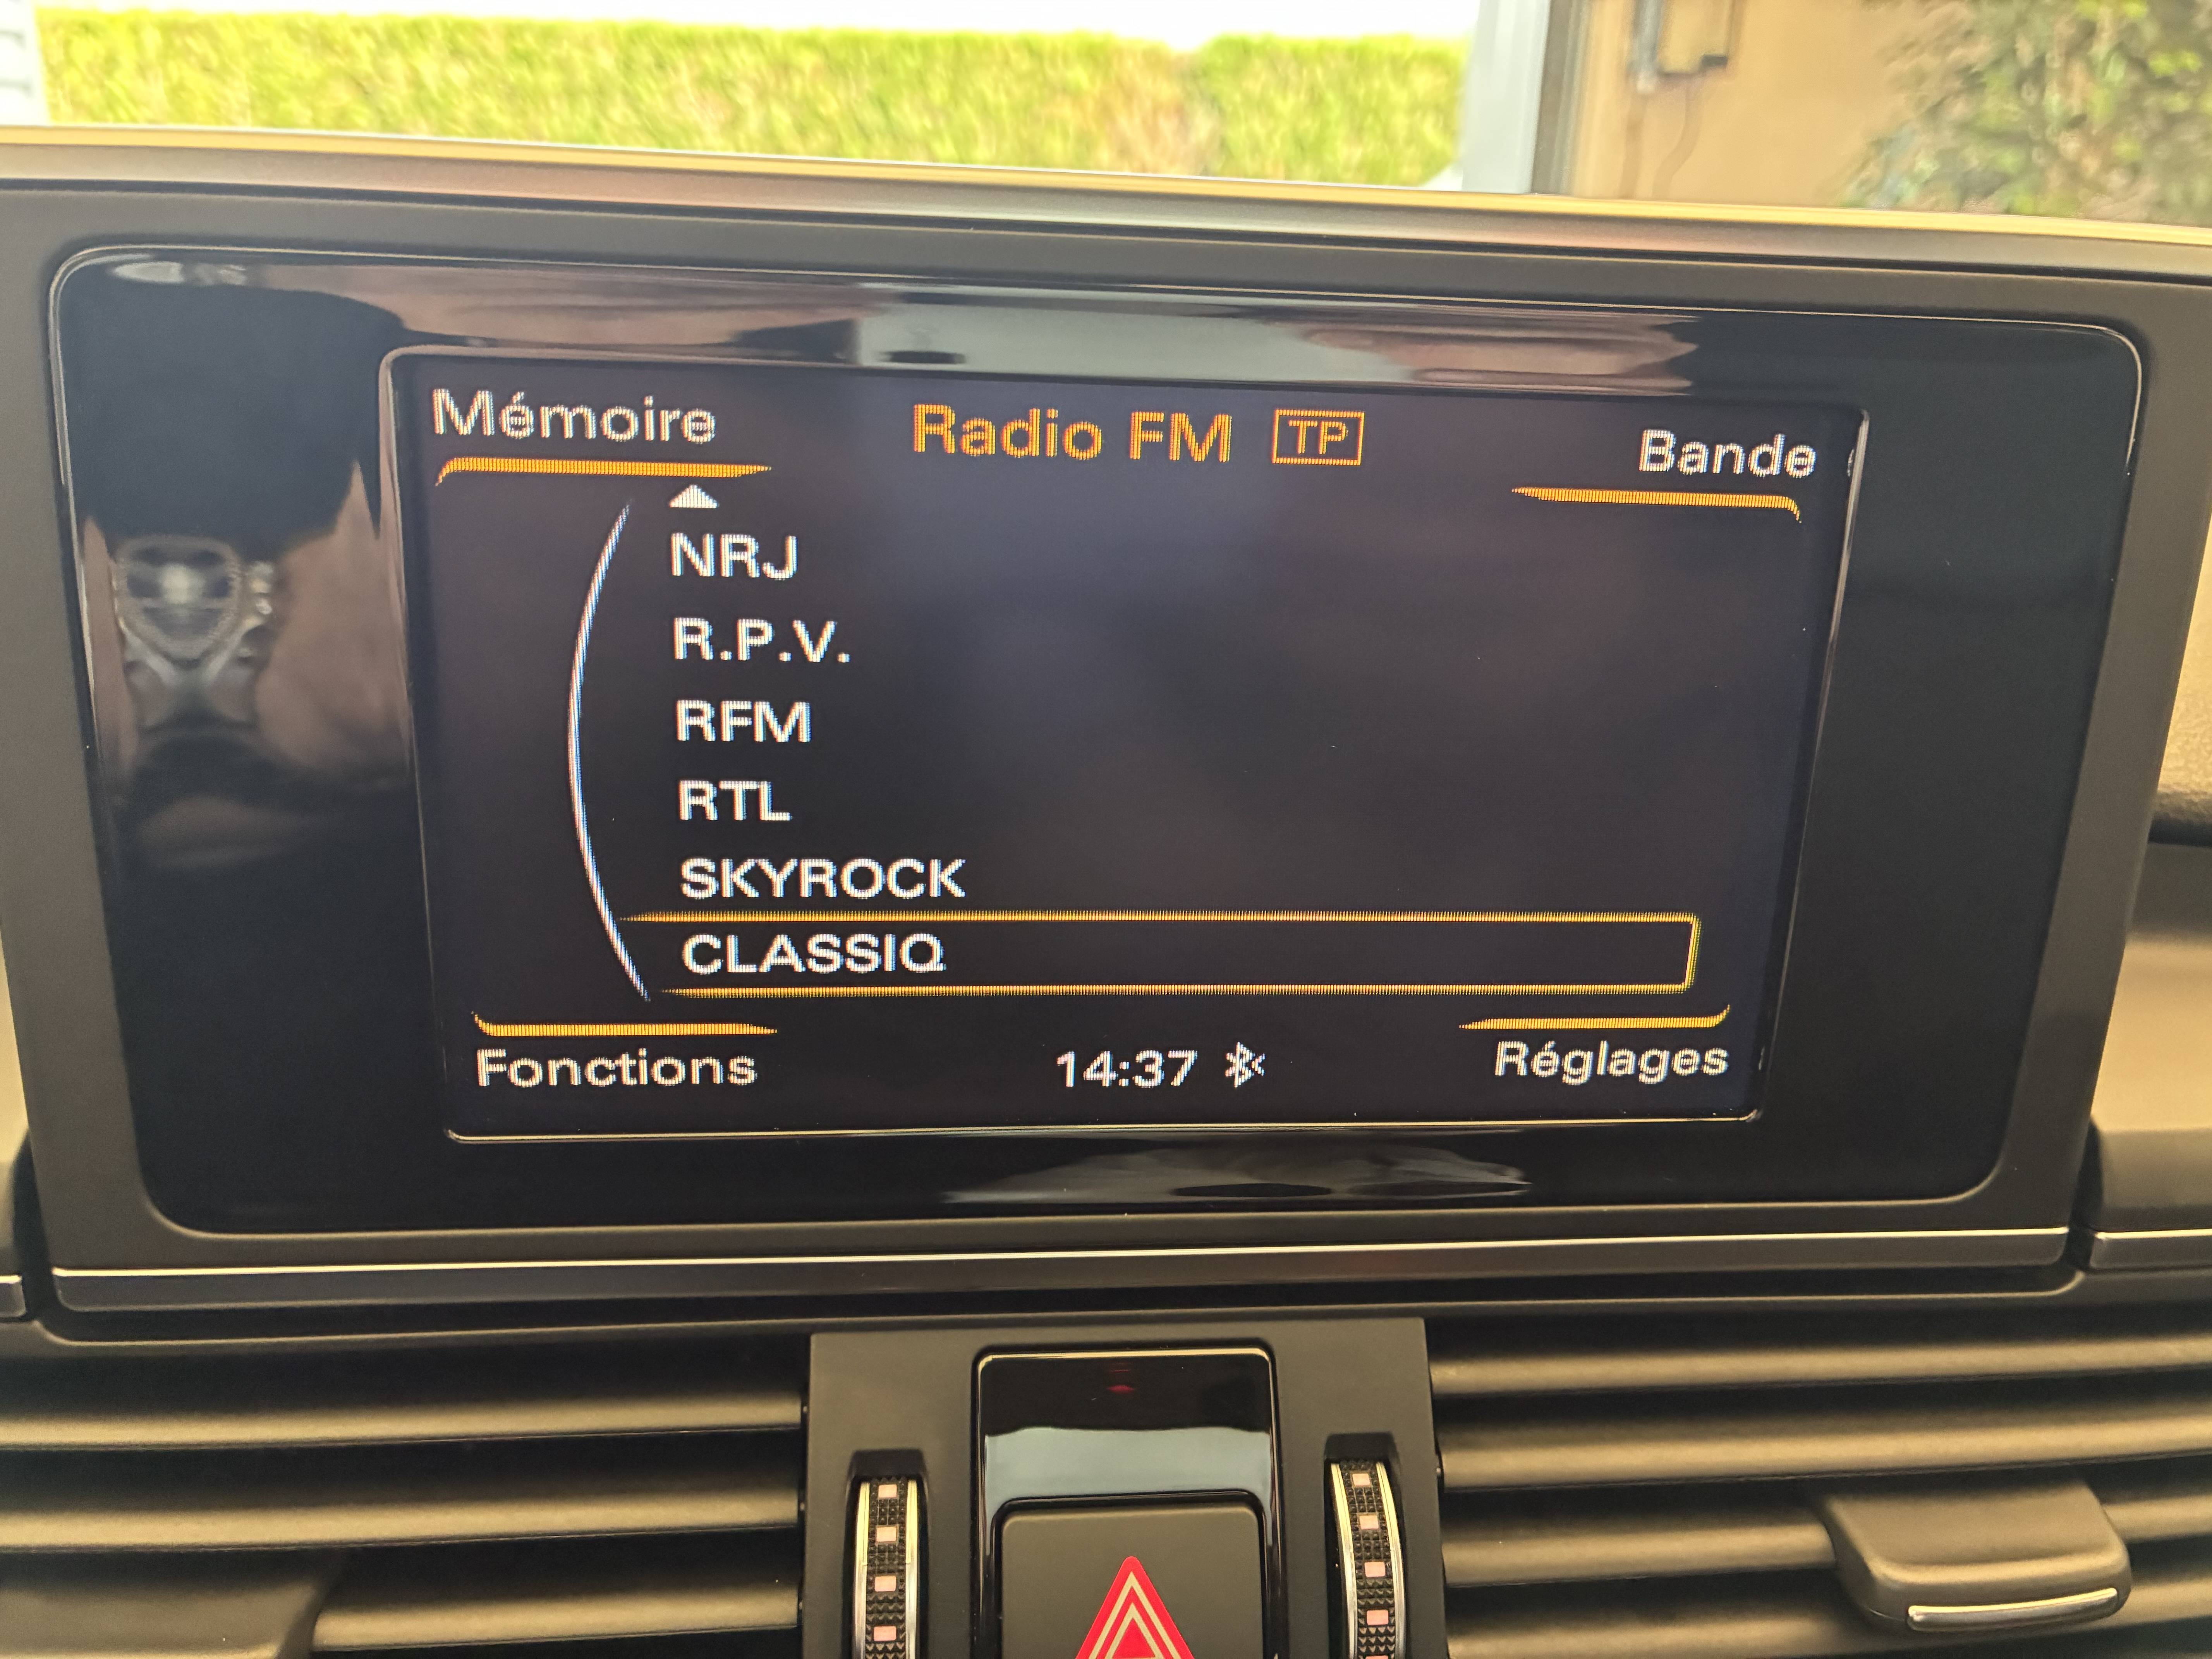 Mémoire
Radio FM TP
Bande
NRJ
R.P.V.
RFM
RTL
SKYROCK
CLASSIQ
Fonctions
14:37
Réglages